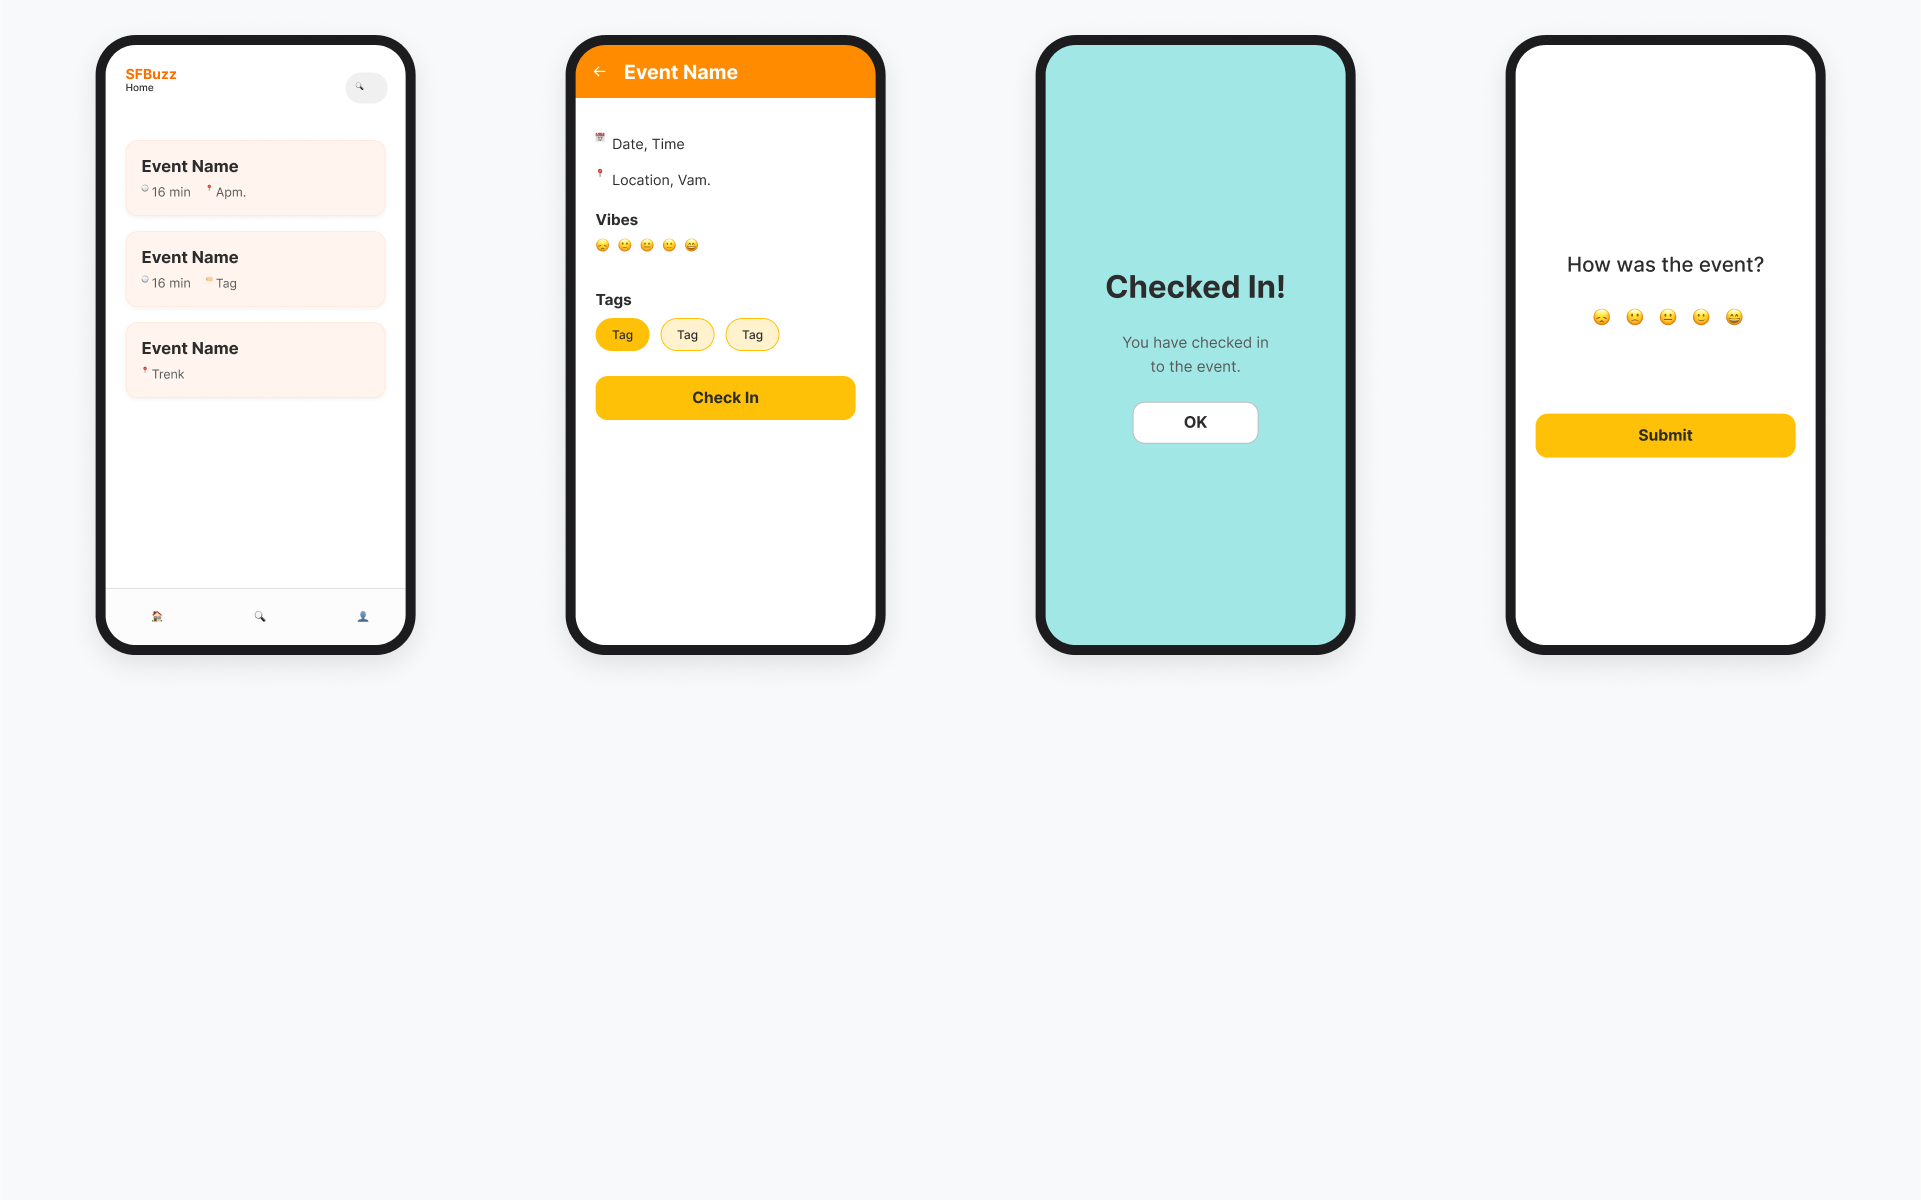 SFBuzz
Home
Event Name
16 min Apm.
Event Name
16 min Tag
Event Name
Trenk
Event Name
Date, Time
Location, Vam.
Vibes
Tags
Tag Tag Tag
Check In
Checked In!
You have checked in
to the event.
OK
How was the event?
Submit